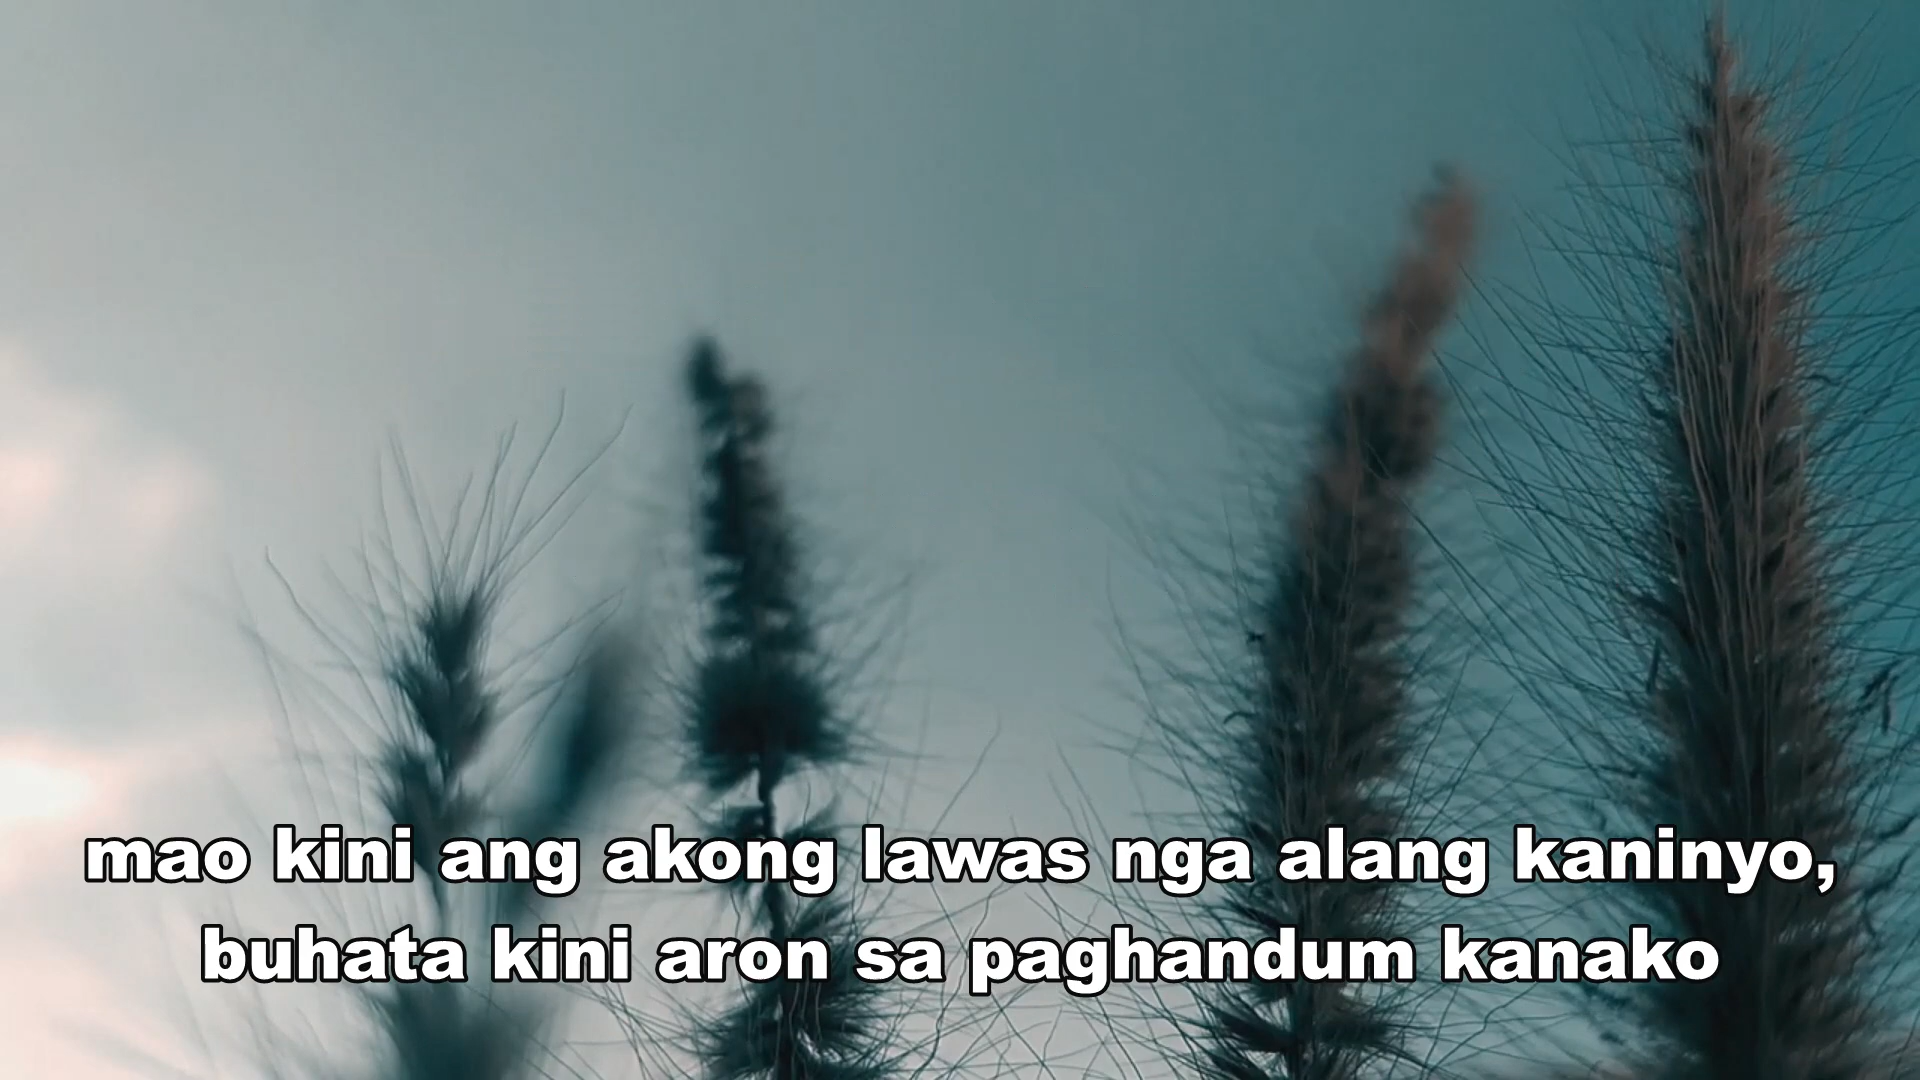 mao kini ang akong lawas nga alang kaninyo,
buhata kini aron sa paghandum kanako